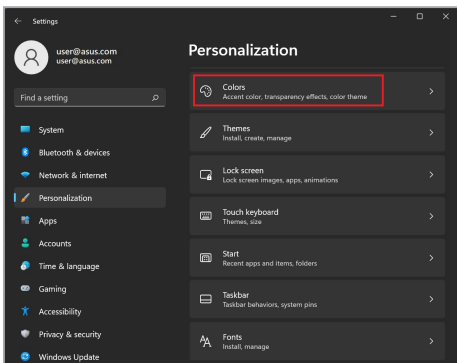 Settings
user@asus.com
user@asus.com
Find a setting
System
Bluetooth & devices
Network & internet
Personalization
Apps
Accounts
Time & language
Gaming
Accessibility
Privacy & security
Windows Update
Personalization
Colors
Accent color, transparency effects, color theme
Themes
Install, create, manage
Lock screen
Lock screen images, apps, animations
Touch keyboard
Themes, size
Start
Recent apps and items, folders
Taskbar
Taskbar behaviors, system pins
Fonts
Install, manage